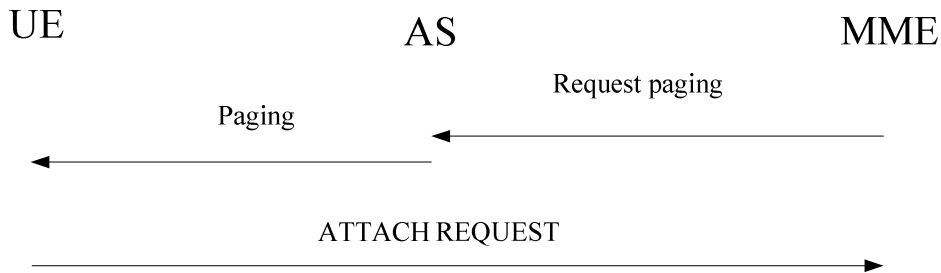 UE
AS
MME
Request paging
Paging
ATTACH REQUEST